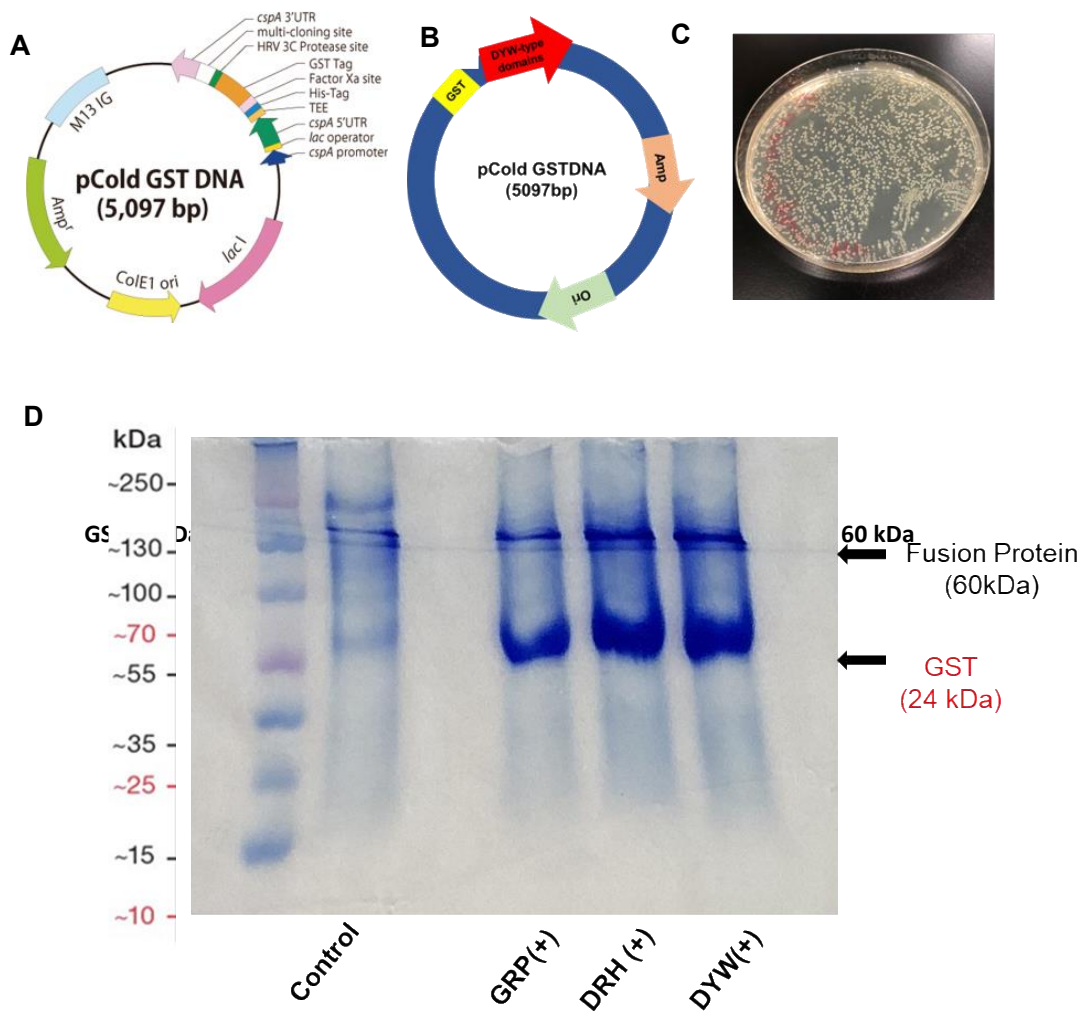 A
cspA 3'UTR
multi-cloning site
HRV 3C Protease site
GST Tag
Factor Xa site
His-Tag
TEE
cspA 5'UTR
lac operator
cspA promoter
M13 IG
pCold GST DNA
(5,097 bp)
Ampr
lac I
ColE1 ori
B
DYW-type
domains
GST
Amp
pCold GSTDNA
(5097bp)
Ori
C
D
kDa
~250
GS
60 kDa
~130
Fusion Protein
(60kDa)
~100
~70
~55
GST
(24 kDa)
~35
~25
~15
~10
Control
GRP(+)
DRH (+)
DYW(+)